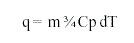 q = m ¾ Cp dT